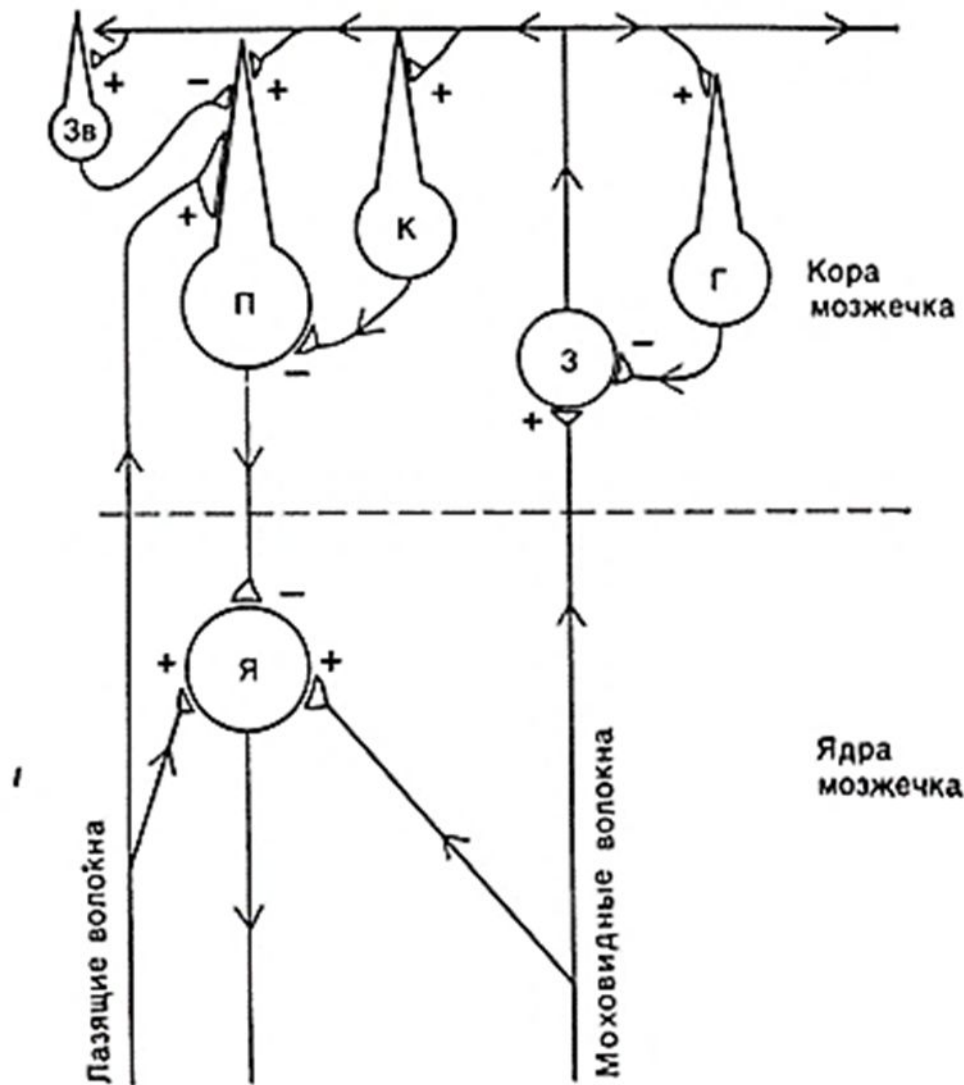 +
-
+
+
+
Зв
+
К
П
Г
Кора
мозжечка
З
-
-
+
-
+
+
Я
Ядра
мозжечка
Лазящие волокна
Моховидные волокна